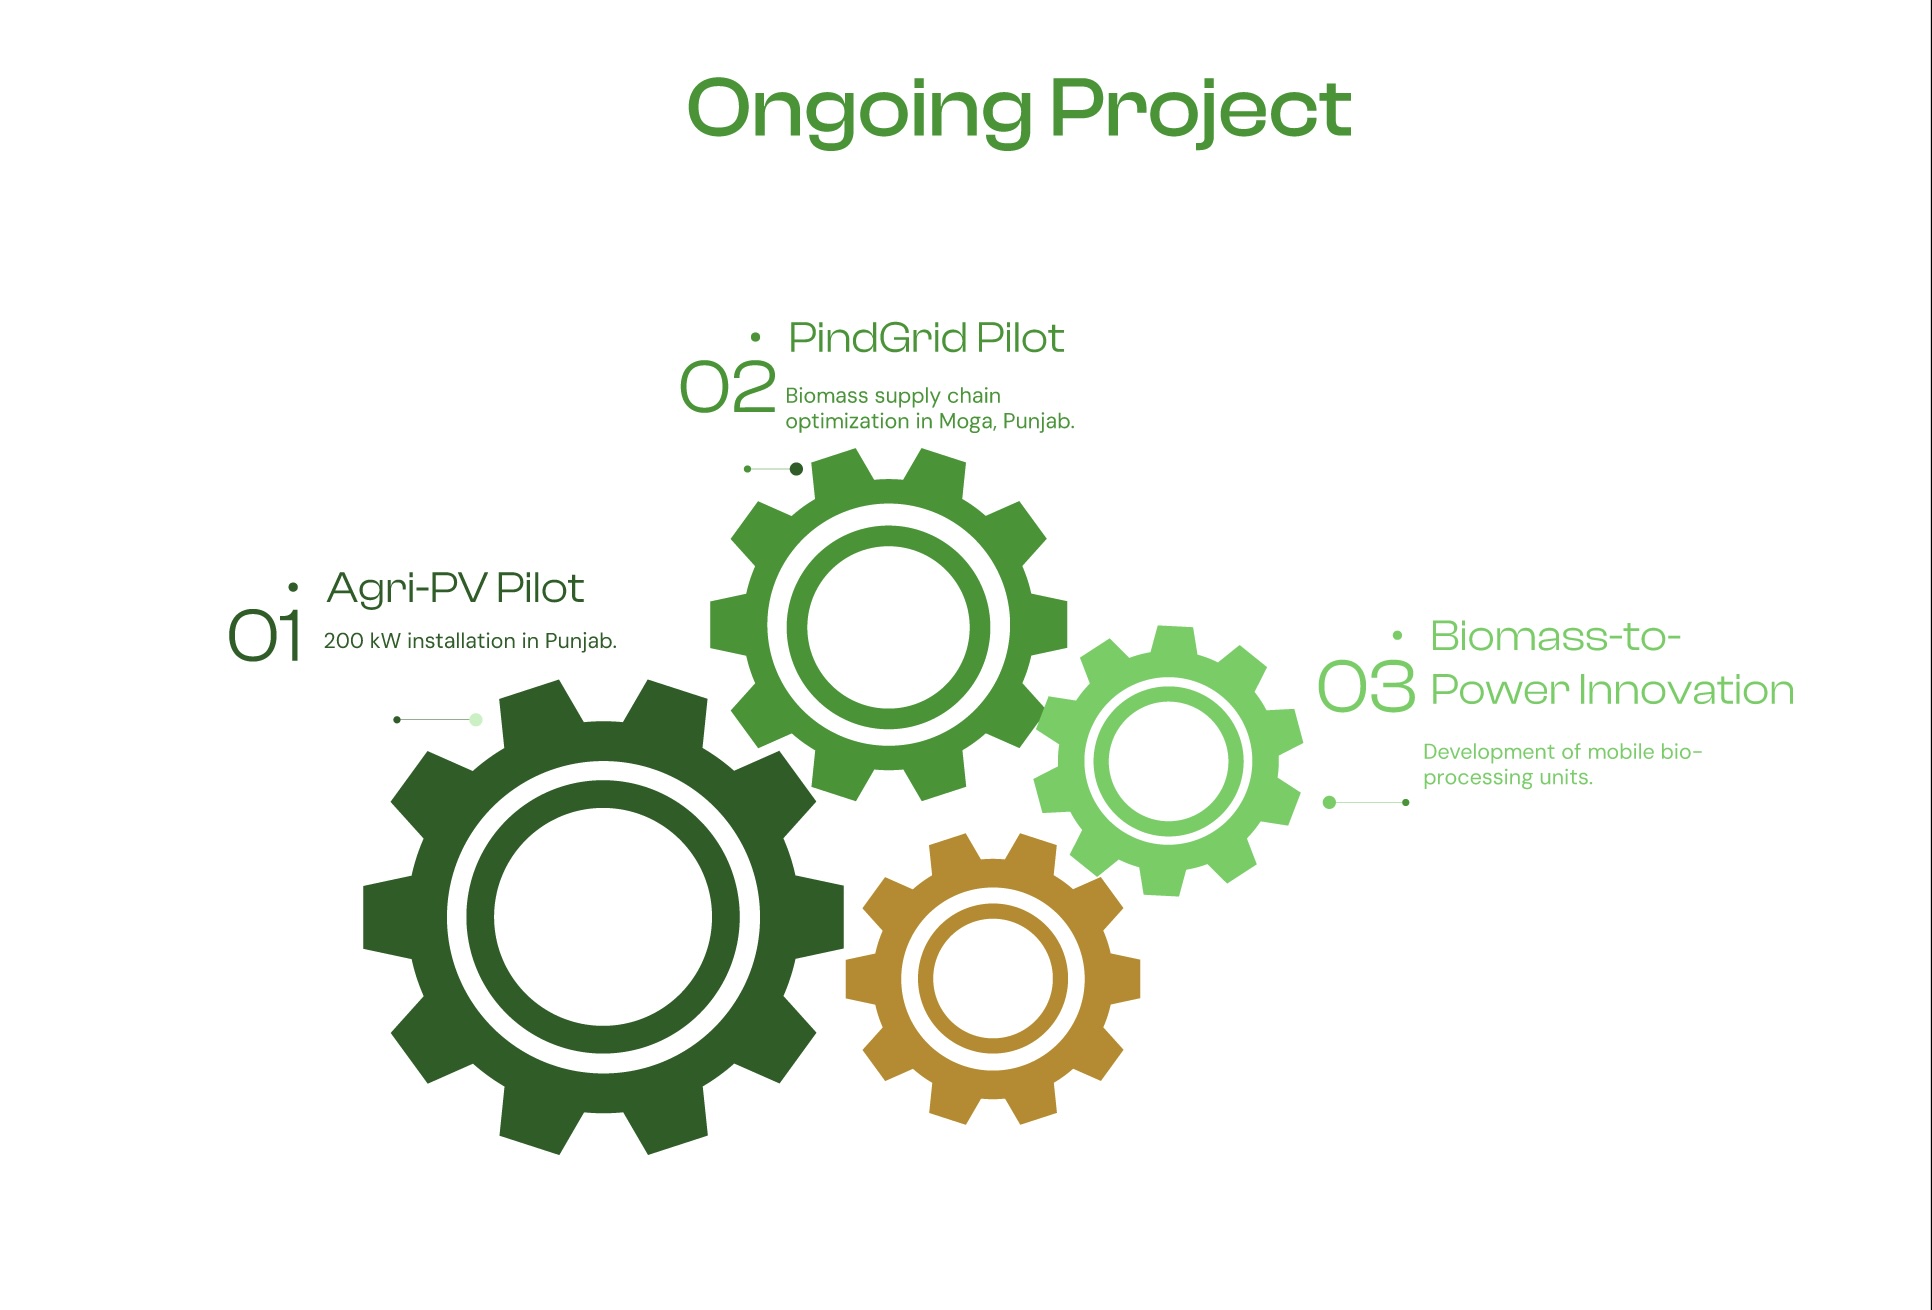 Ongoing Project
02
• PindGrid Pilot
Biomass supply chain
optimization in Moga, Punjab.
01
• Agri-PV Pilot
200 kW installation in Punjab.
03
• Biomass-to-
Power Innovation
Development of mobile bio-
processing units.